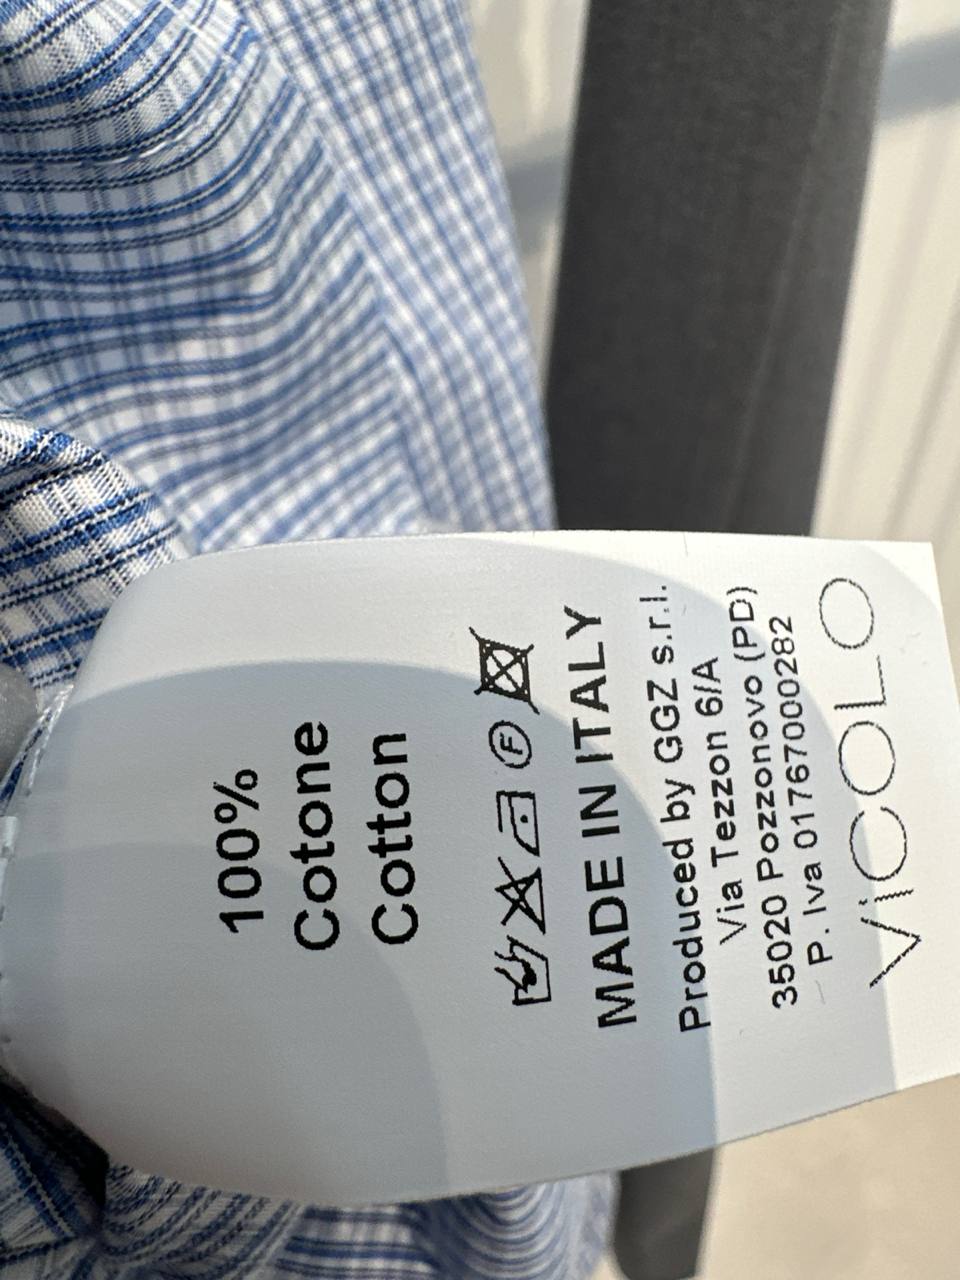 100%
Cotone
Cotton
F
MADE IN ITALY
Produced by GGZ s.r.l.
Via Tezzon 6/A
35020 Pozzonovo (PD)
P. Iva 01767000282
ViCOLO